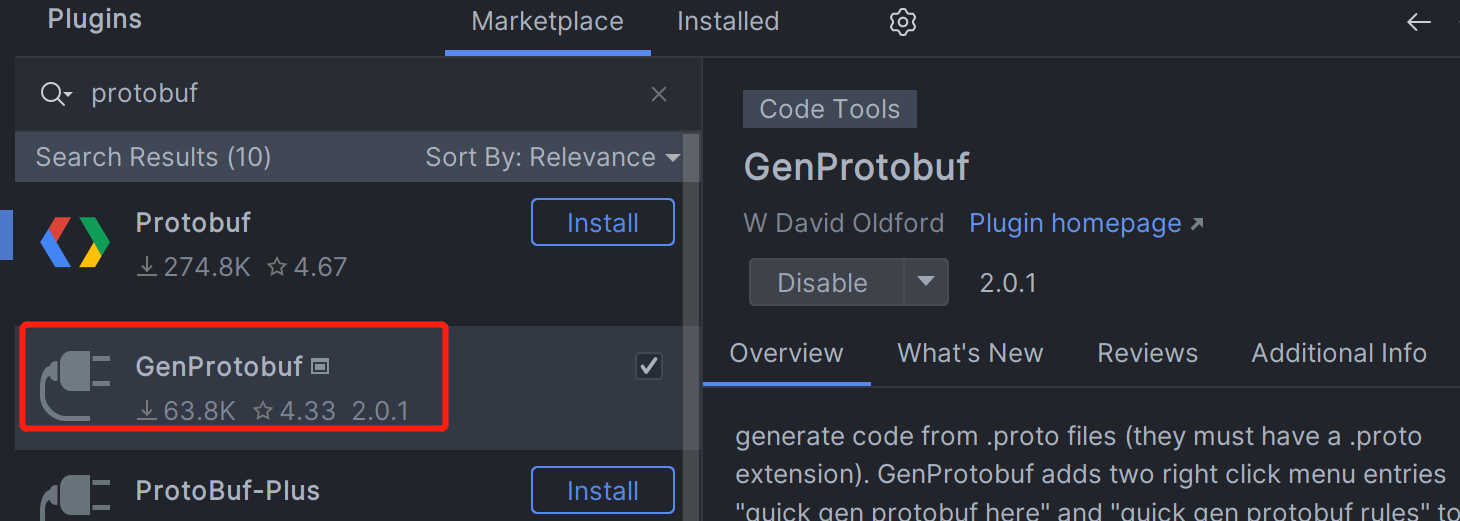 Plugins
Marketplace
Installed
protobuf
Search Results (10)
Sort By: Relevance
Protobuf
Install
274.8K 4.67
GenProtobuf
63.8K 4.33 2.0.1
ProtoBuf-Plus
Install
Code Tools
GenProtobuf
W David Oldford Plugin homepage
Disable
2.0.1
Overview
What's New
Reviews
Additional Info
generate code from .proto files (they must have a .proto
extension). GenProtobuf adds two right click menu entries
"quick gen protobuf here" and "quick gen protobuf rules" to